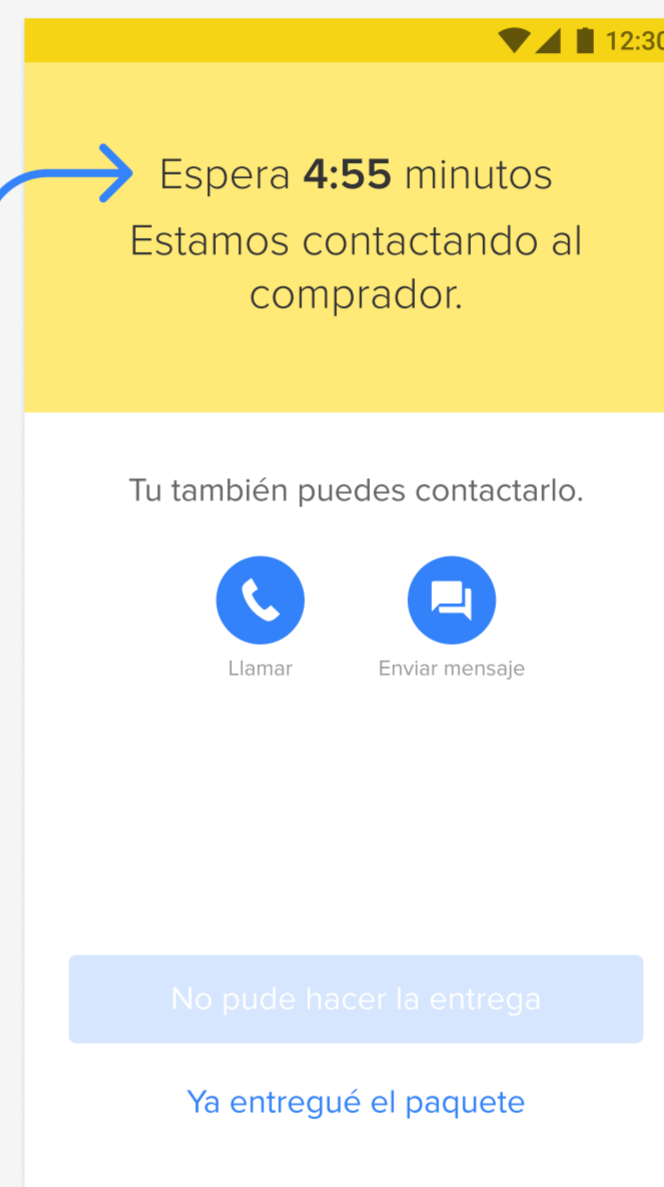 12:30
Espera 4:55 minutos
Estamos contactando al
comprador.
Tu también puedes contactarlo.
Llamar
Enviar mensaje
No pude hacer la entrega
Ya entregué el paquete